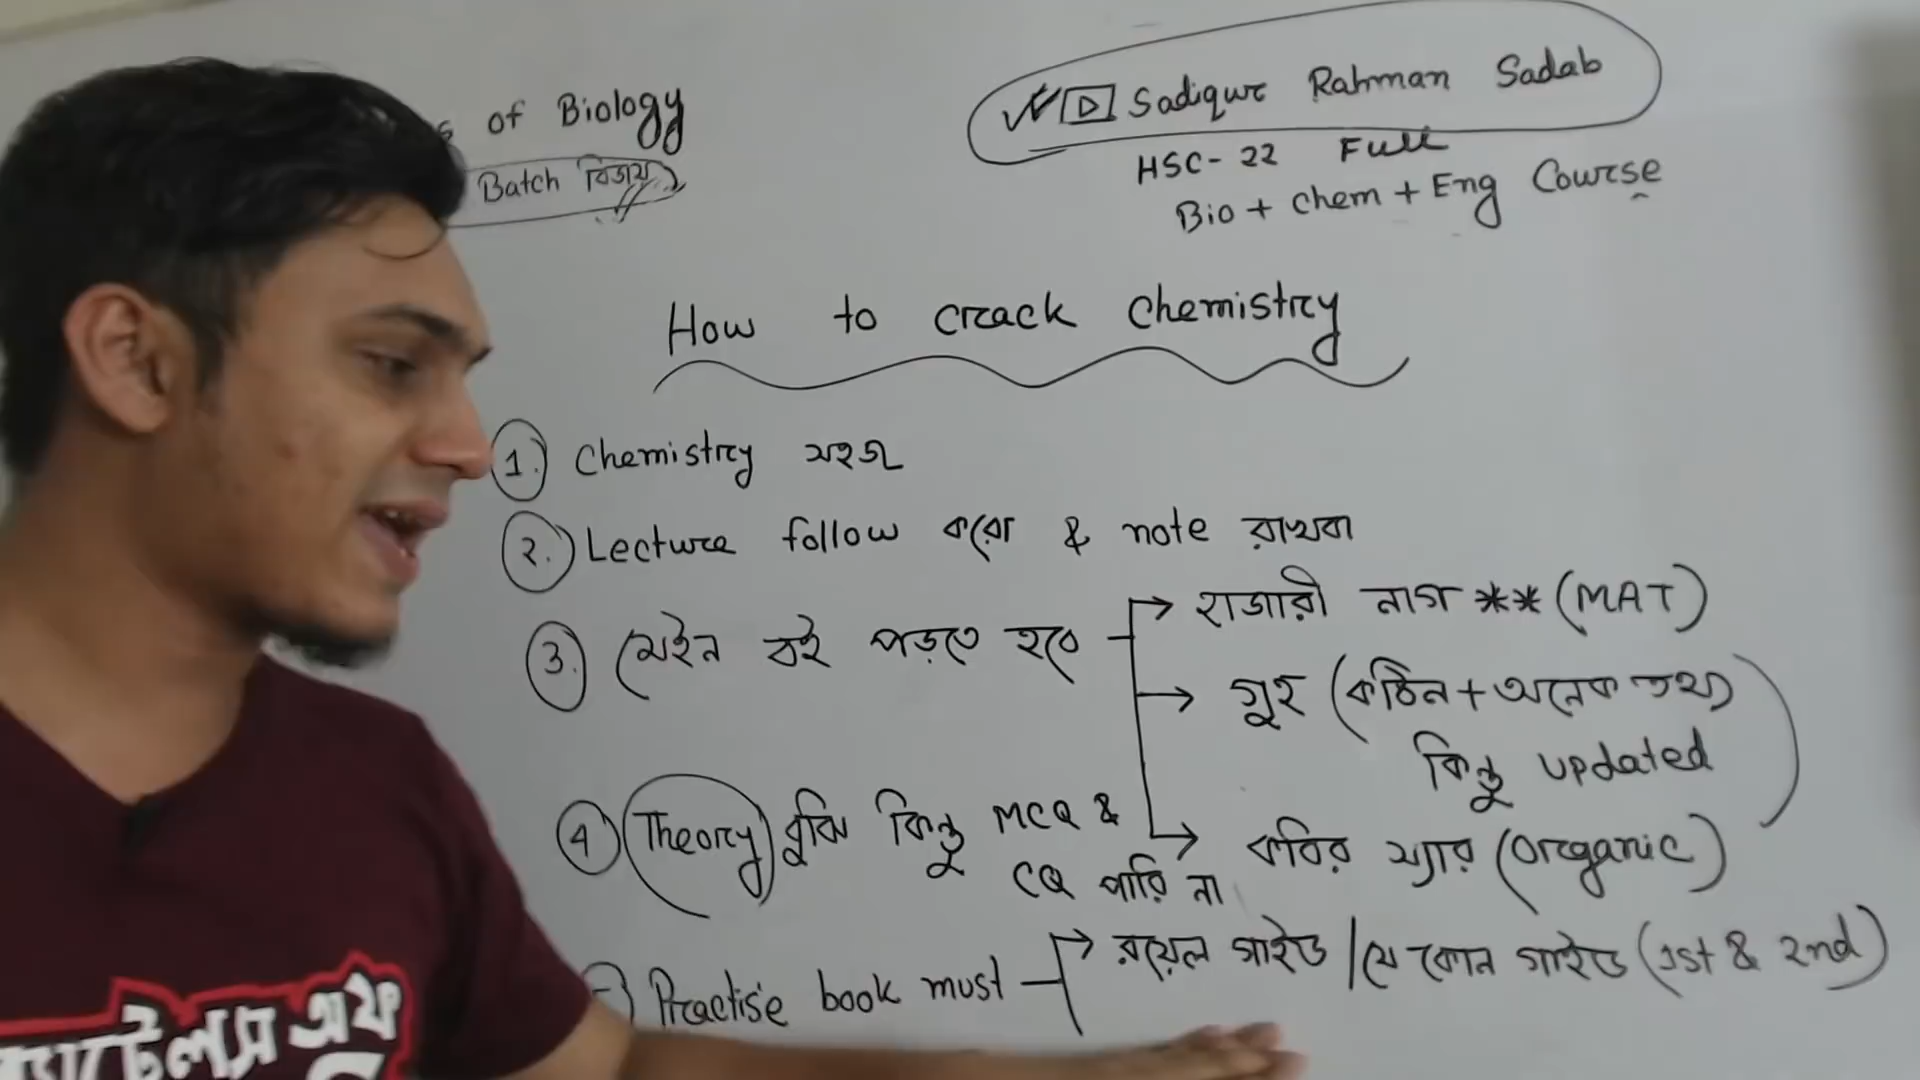 of Biology
Batch বিজয়
Sadiqur Rahman Sadab
HSC-22 Full
Bio + Chem + Eng Course
How to crack Chemistry
1. Chemistry সহজ
২. Lecture follow করো & note রাখবা
3. মেইন বই পড়তে হবে
হাজারী নাগ ** (MAT)
গুহ (কঠিন + অনেক তথ্য
কিন্তু updated
কবির স্যার (Organic)
4 Theory বুঝি কিন্তু MCQ &
CQ পারি না
Practise book must
রয়েল গাইড / যে কোন গাইড (1st & 2nd)